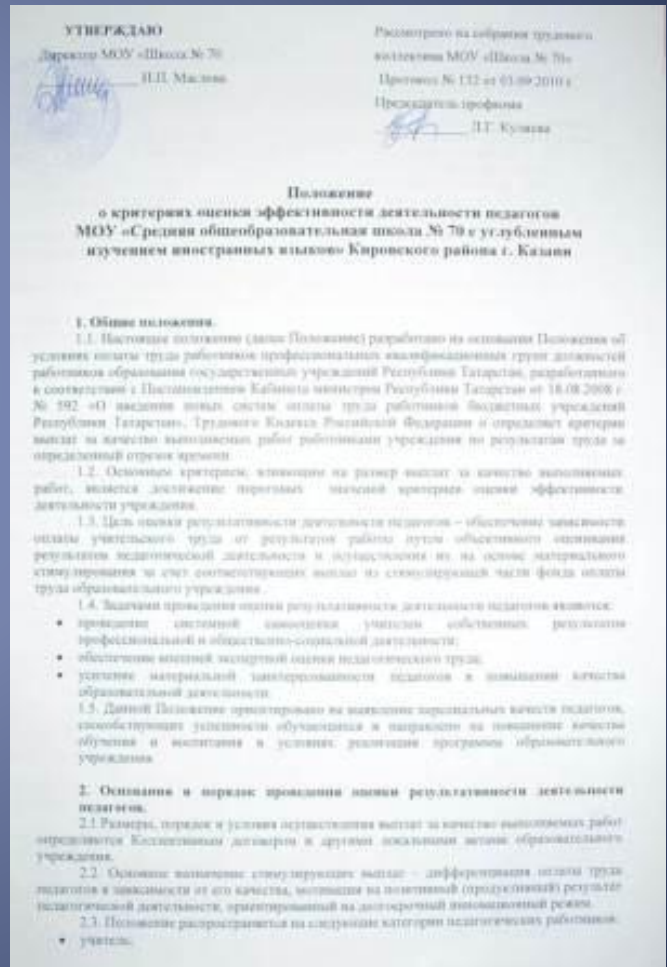 УТВЕРЖДАЮ
Директор МОУ «Школа № 70
Н.П. Маслова
Рассмотрено на собрании трудового
коллектива МОУ «Школа № 70»
Протокол № 132 от 03.09.2010 г
Председатель профкома
Л.Г.
Положение
о критериях оценки эффективности деятельности педагогов
МОУ «Средняя общеобразовательная школа № 70 с углубленным
изучением иностранных языков» Кировского района г. Казани
1. Общие положения.
1.1. Настоящее положение (далее Положение) разработано на основании Положения об
условиях оплаты труда работников профессиональных квалификационных групп должностей
работников образования государственных учреждений Республики Татарстан, разработанного
в соответствии с Постановлением Кабинета министров Республики Татарстан от 18.08.2008 г.
№ 592 «О введении новых систем оплаты труда работников бюджетных учреждений
Республики Татарстан», Трудового Кодекса Российской Федерации и определяет критерии
выплат за качество выполняемых работ работникам учреждения по результатам труда за
определенный отрезок времени.
1.2. Основным критерием, влияющим на размер выплат за качество выполняемых
работ, является достижение пороговых значений критериев оценки эффективности
деятельности учреждения.
1.3. Цель оценки результативности деятельности педагогов – обеспечение зависимости
оплаты учительского труда от результатов работы путем объективного оценивания
результатов педагогической деятельности и осуществления их на основе материального
стимулирования за счет соответствующих выплат из стимулирующей части фонда оплаты
труда образовательного учреждения.
1.4. Задачами проведения оценки результативности деятельности педагогов являются:
• проведение системной самооценки учителем собственных результатов
профессиональной и общественно-социальной деятельности;
• обеспечение внешней экспертной оценки педагогического труда;
• усиление материальной заинтересованности педагогов в повышении качества
образовательной деятельности
1.5. Данной Положение ориентировано на выявление персональных качеств педагогов,
способствующих успешности обучающихся и направлено на повышение качества
обучения и воспитания в условиях реализации программы образовательного
учреждения
2. Основания и порядок проведения оценки результативности деятельности
педагогов.
2.1.Размеры, порядок и условия осуществления выплат за качество выполняемых работ
определяются Коллективным договором и другими локальными актами образовательного
учреждения.
2.2. Основное назначение стимулирующих выплат – дифференциация оплаты труда
педагогов в зависимости от его качества, мотивация на позитивный (продуктивный) результат
педагогической деятельности, ориентированный на долгосрочный инновационный режим.
2.3. Положение распространяется на следующие категории педагогических работников:
• учитель;